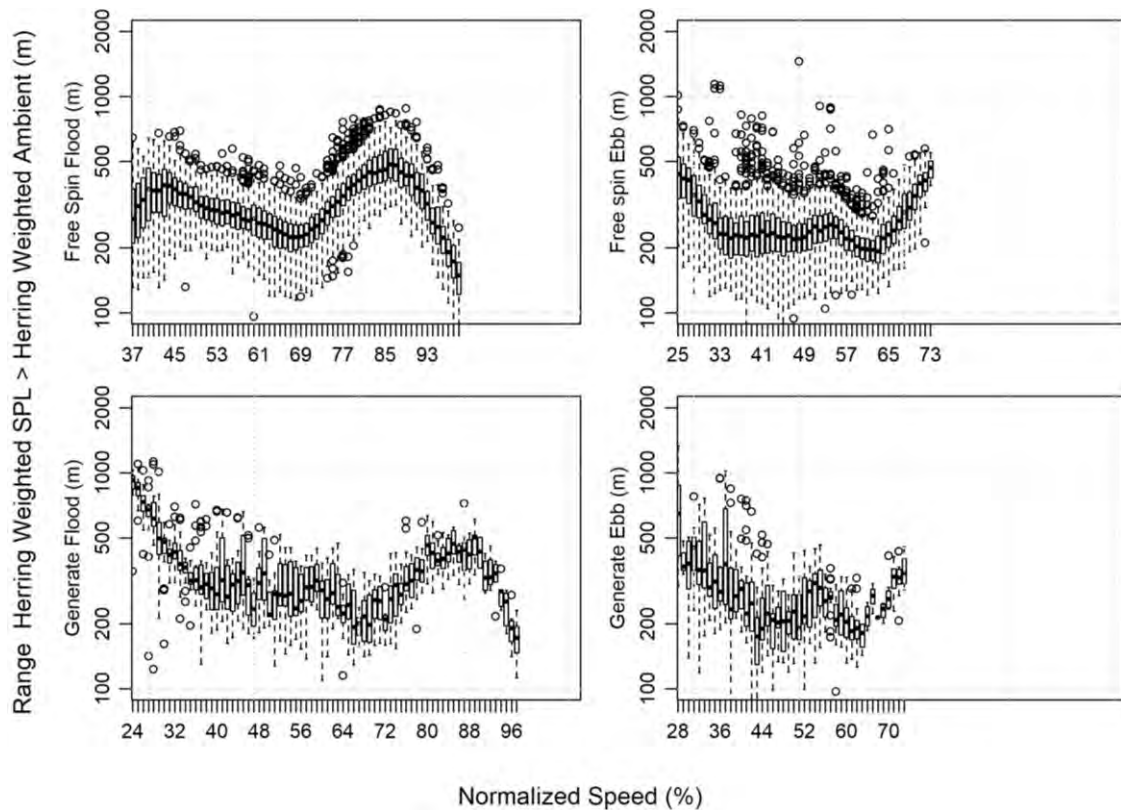 Range Herring Weighted SPL > Herring Weighted Ambient (m)
Free Spin Flood (m)
2000
1000
500
200
100
37 45 53 61 69 77 85 93
Free spin Ebb (m)
2000
1000
500
200
100
25 33 41 49 57 65 73
Generate Flood (m)
2000
1000
500
200
100
24 32 40 48 56 64 72 80 88 96
Generate Ebb (m)
2000
1000
500
200
100
28 36 44 52 60 70
Normalized Speed (%)